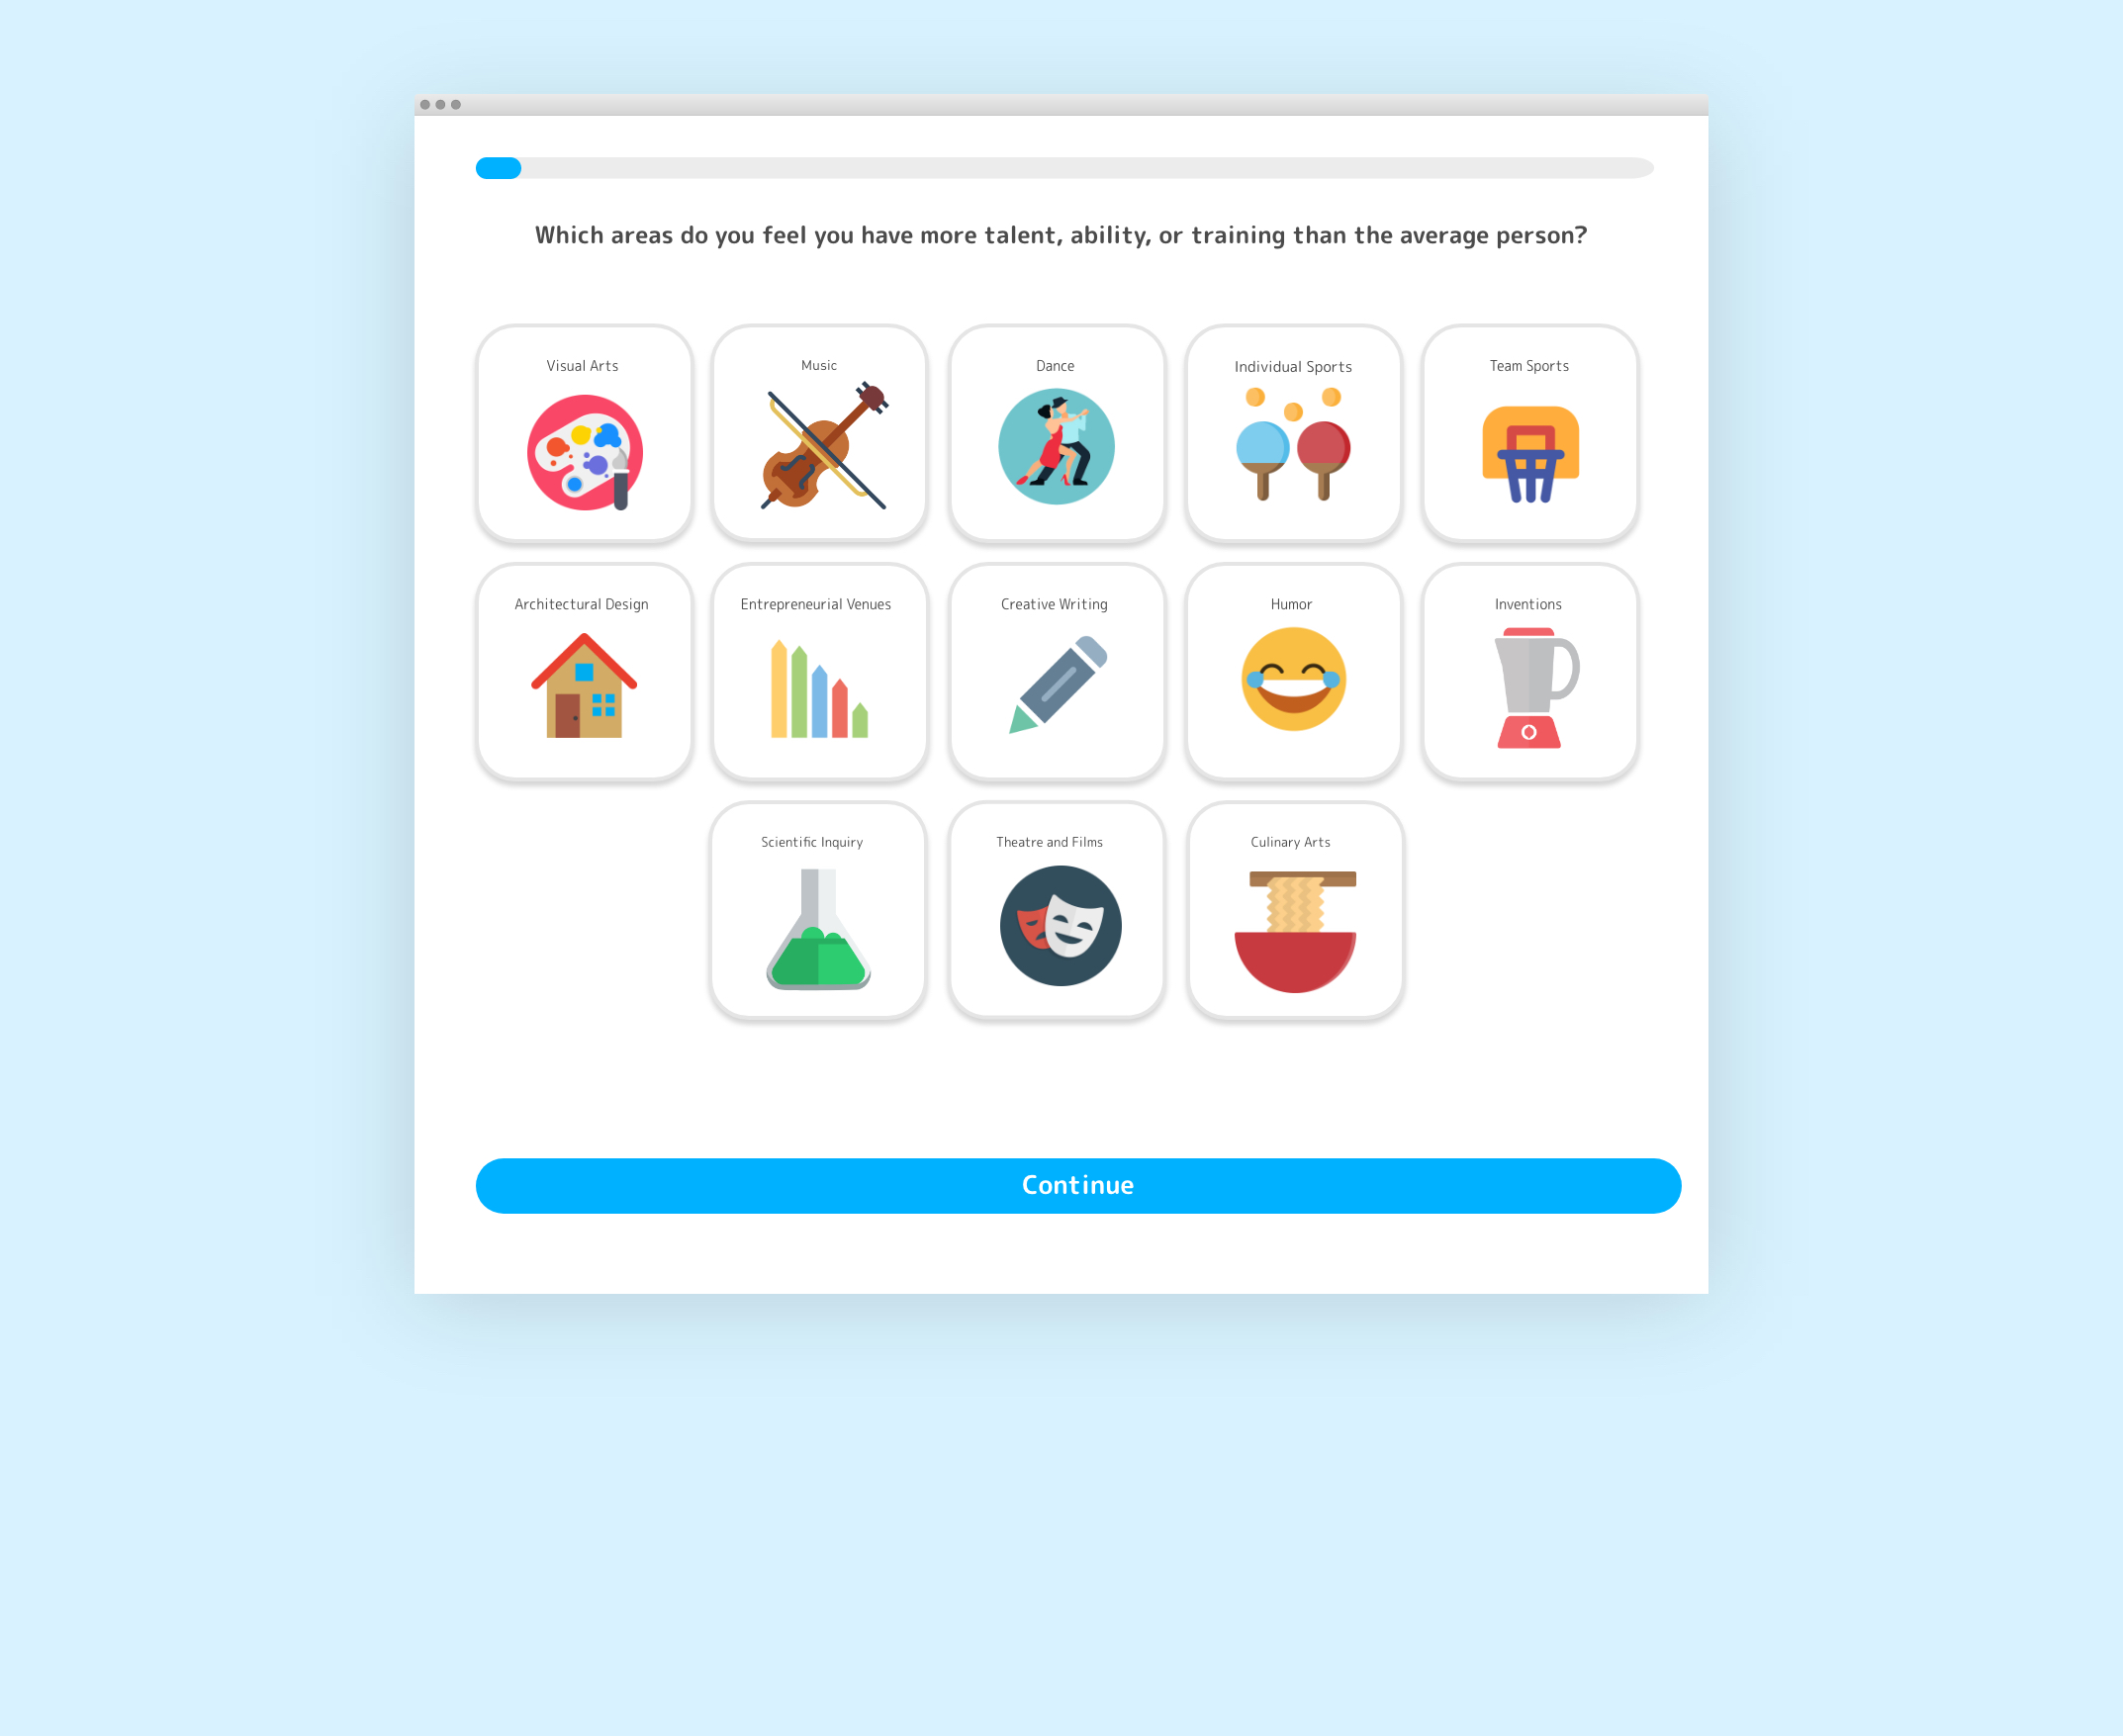 Which areas do you feel you have more talent, ability, or training than the average person?
Visual Arts
Music
Dance
Individual Sports
Team Sports
Architectural Design
Entrepreneurial Venues
Creative Writing
Humor
Inventions
Scientific Inquiry
Theatre and Films
Culinary Arts
Continue